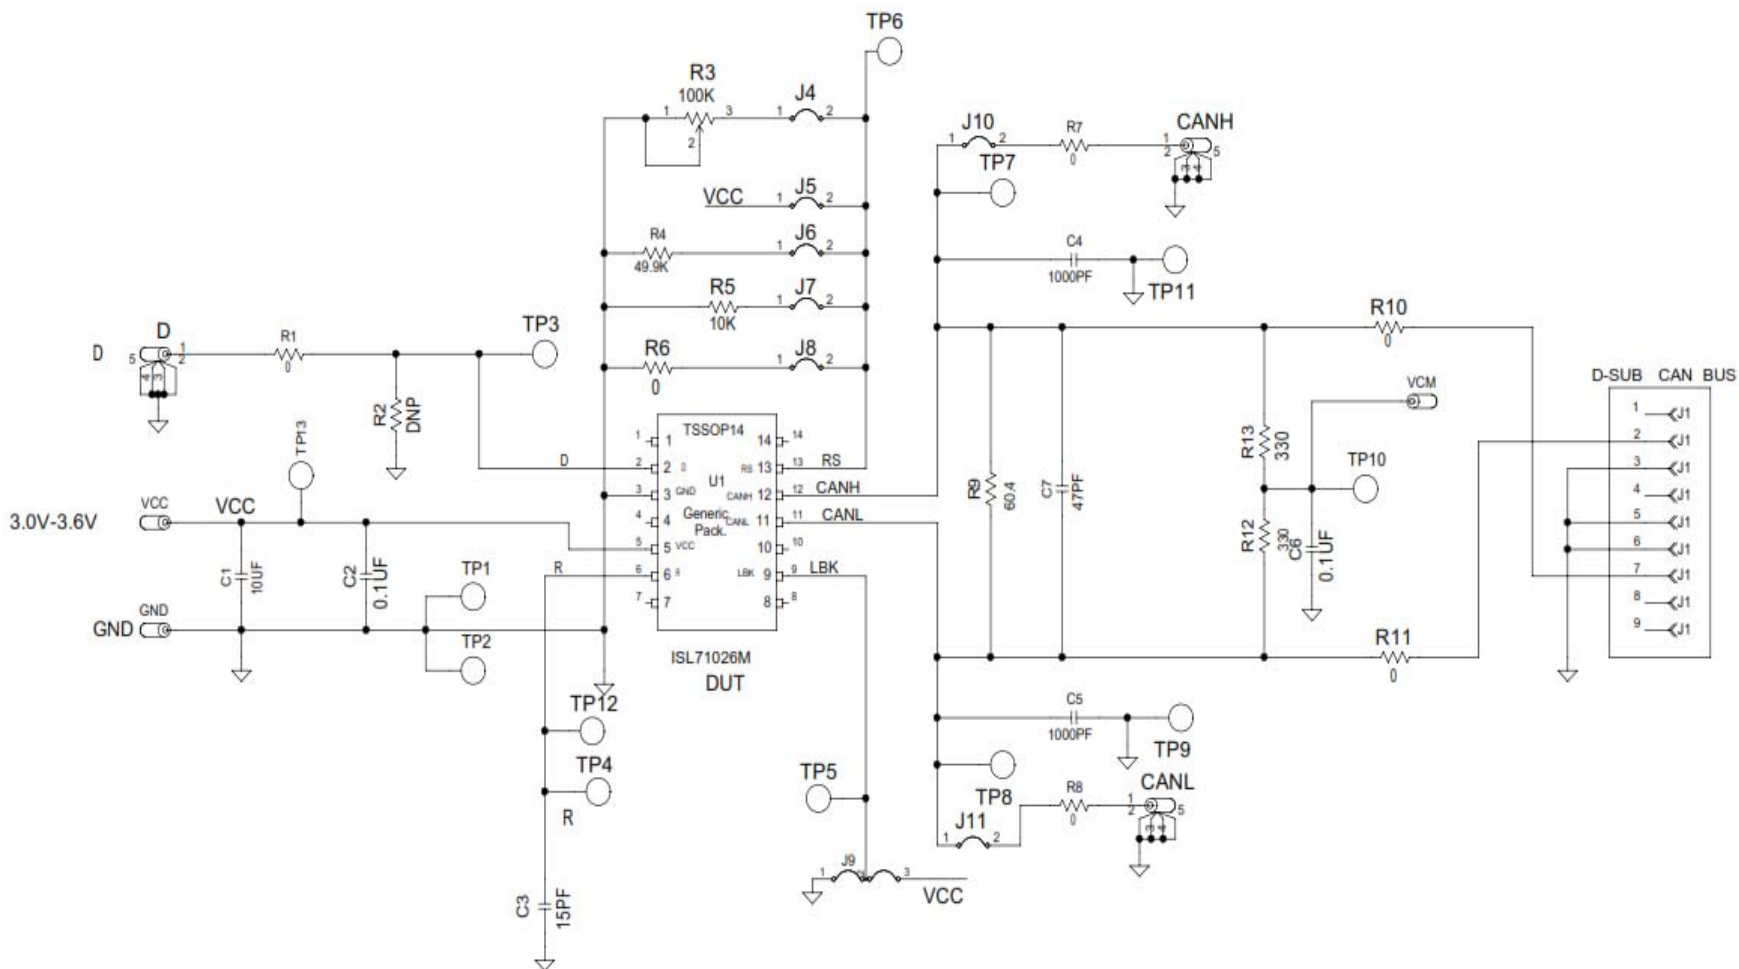 TP6
R3
100K
1 3
2
J4
1 2
VCC
J5
1 2
R4
49.9K
J6
1 2
R5
10K
J7
1 2
R6
0
J8
1 2
J10
1 2
R7
0
CANH
1
2 3 4 5
TP7
C4
1000PF
TP11
D
D
5 4 3 1
2
R1
0
TP3
R2
DNP
TP13
3.0V-3.6V
VCC
VCC
C1
10UF
C2
0.1UF
GND
GND
TP1
TP2
D
R
TSSOP14
U1
Generic
Pack.
1 1 14 14
2 2 D RS 13 13 RS
3 3 GND CANH 12 12 CANH
4 4 CANL 11 11 CANL
5 5 VCC 10 10
6 6 R LBK 9 9 LBK
7 7 8 8
ISL71026M
DUT
TP12
TP4
R
C3
15PF
TP5
J9
1 2 3
VCC
R9
60.4
C7
47PF
R10
0
R13
330
VCM
TP10
R12
330
C6
0.1UF
R11
0
D-SUB CAN BUS
1 J1
2 J1
3 J1
4 J1
5 J1
6 J1
7 J1
8 J1
9 J1
C5
1000PF
TP9
TP8
J11
1 2
R8
0
CANL
1
2 3 4 5